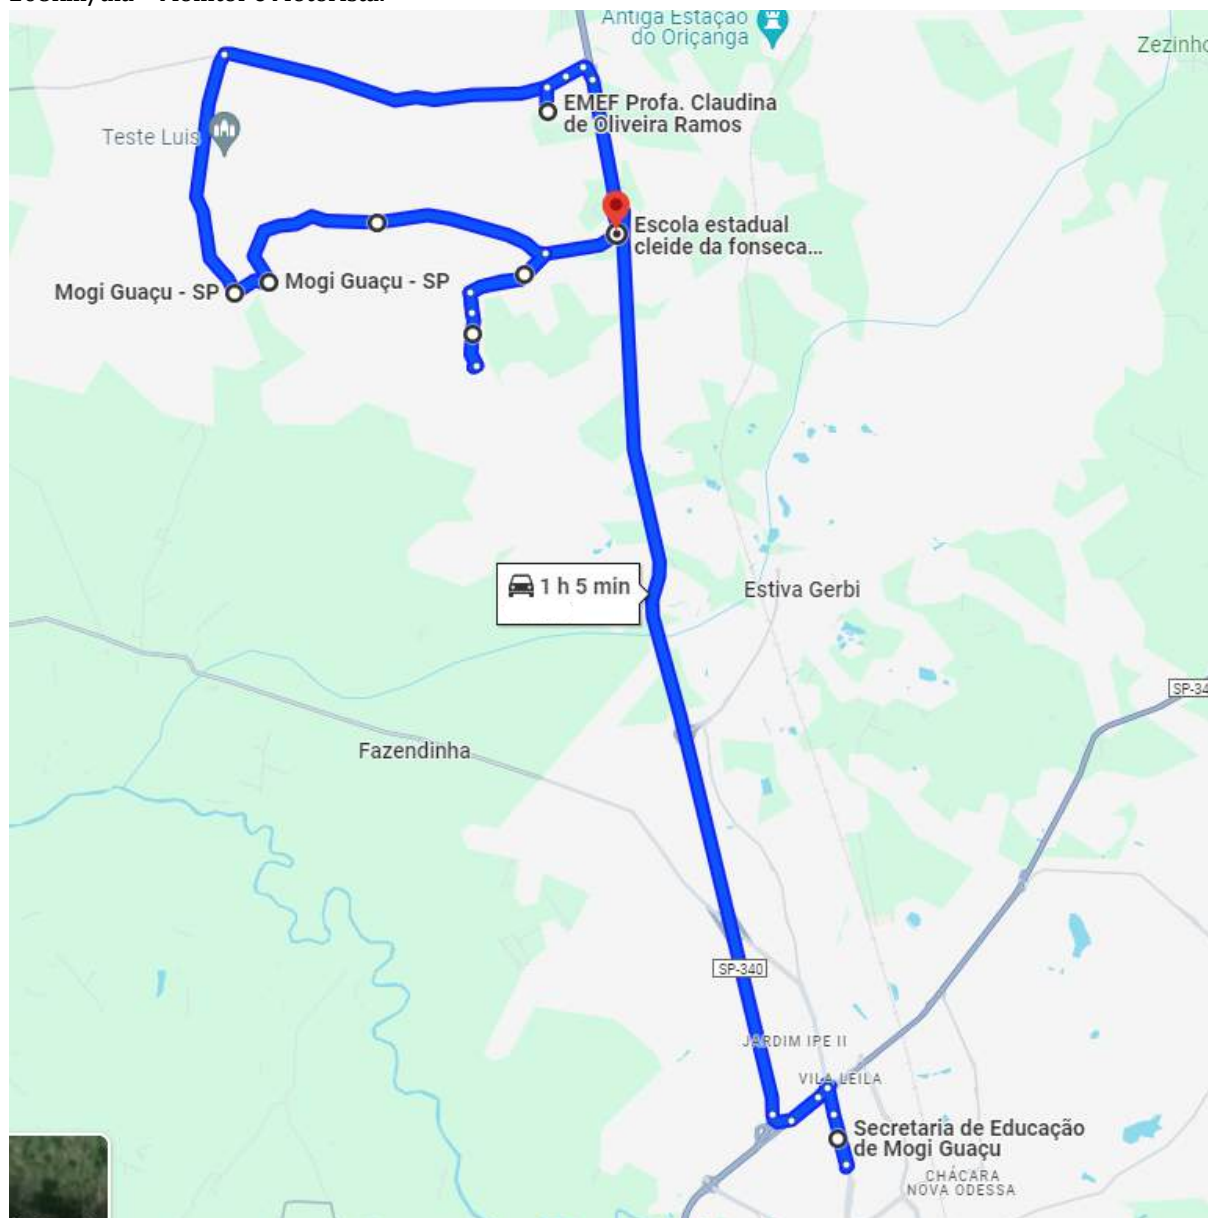 Antiga Estação
do Oriçanga
Zezinho
EMEF Profa. Claudina
de Oliveira Ramos
Teste Luis
Escola estadual
cleide da fonseca...
Mogi Guaçu - SP
Mogi Guaçu - SP
1 h 5 min
Estiva Gerbi
SP-34
Fazendinha
SP-340
JARDIM IPE II
VILA LEILA
Secretaria de Educação
de Mogi Guaçu
CHÁCARA
NOVA ODESSA